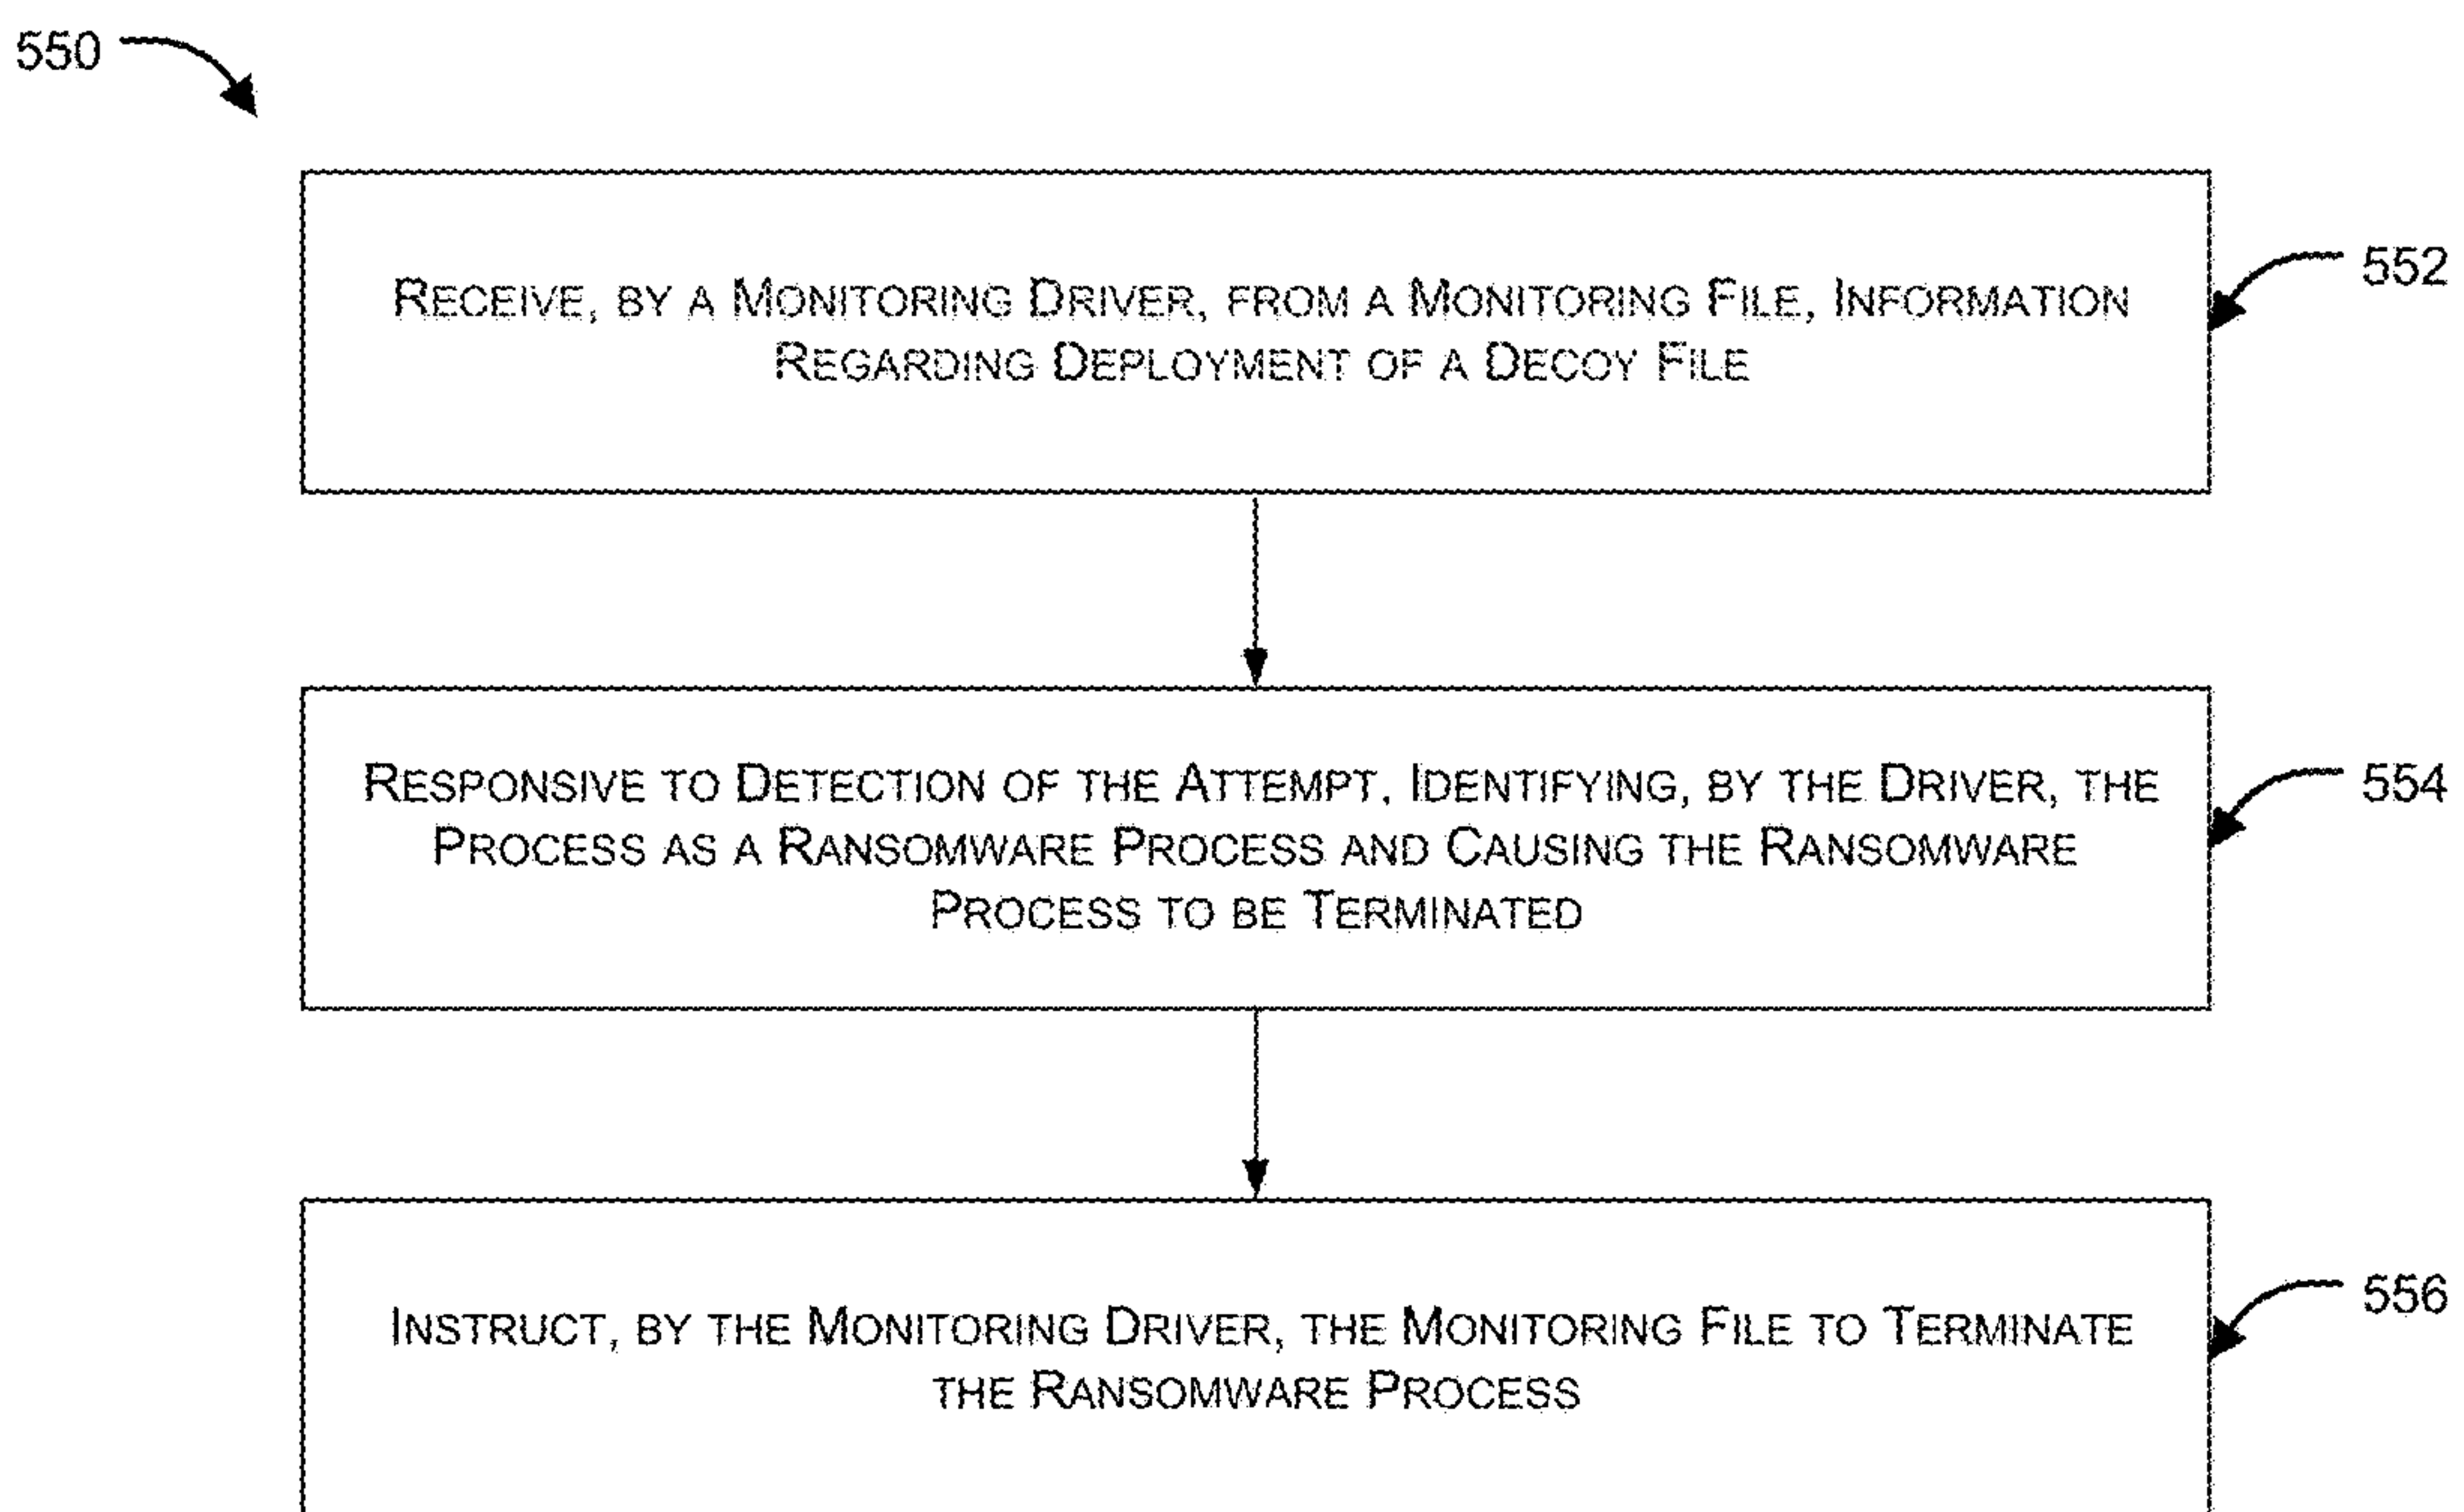 550
RECEIVE, BY A MONITORING DRIVER, FROM A MONITORING FILE, INFORMATION
REGARDING DEPLOYMENT OF A DECOY FILE
552
RESPONSIVE TO DETECTION OF THE ATTEMPT, IDENTIFYING, BY THE DRIVER, THE
PROCESS AS A RANSOMWARE PROCESS AND CAUSING THE RANSOMWARE
PROCESS TO BE TERMINATED
554
INSTRUCT, BY THE MONITORING DRIVER, THE MONITORING FILE TO TERMINATE
THE RANSOMWARE PROCESS
556